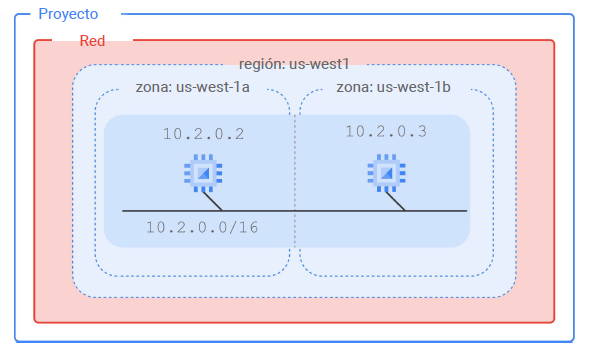 Proyecto
Red
región: us-west1
zona: us-west-1a
zona: us-west-1b
10.2.0.2
10.2.0.3
10.2.0.0/16